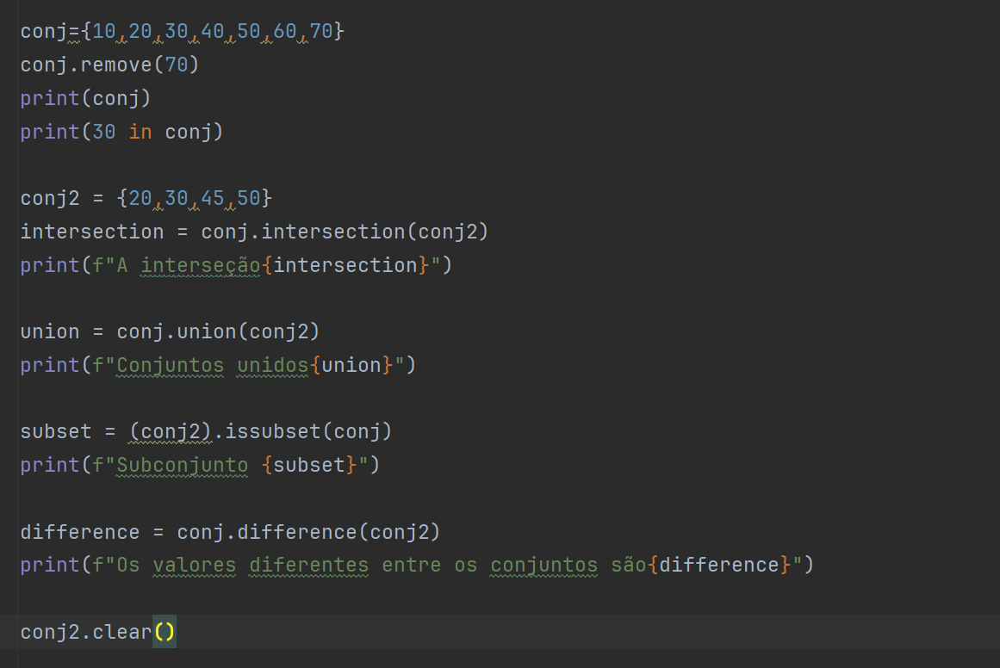 conj={10,20,30,40,50,60,70}
conj.remove(70)
print(conj)
print(30 in conj)
conj2 = {20,30,45,50}
intersection = conj.intersection(conj2)
print(f"A interseção{intersection}")
union = conj.union(conj2)
print(f"Conjuntos unidos{union}")
subset = (conj2).issubset(conj)
print(f"Subconjunto {subset}")
difference = conj.difference(conj2)
print(f"Os valores diferentes entre os conjuntos são{difference}")
conj2.clear()